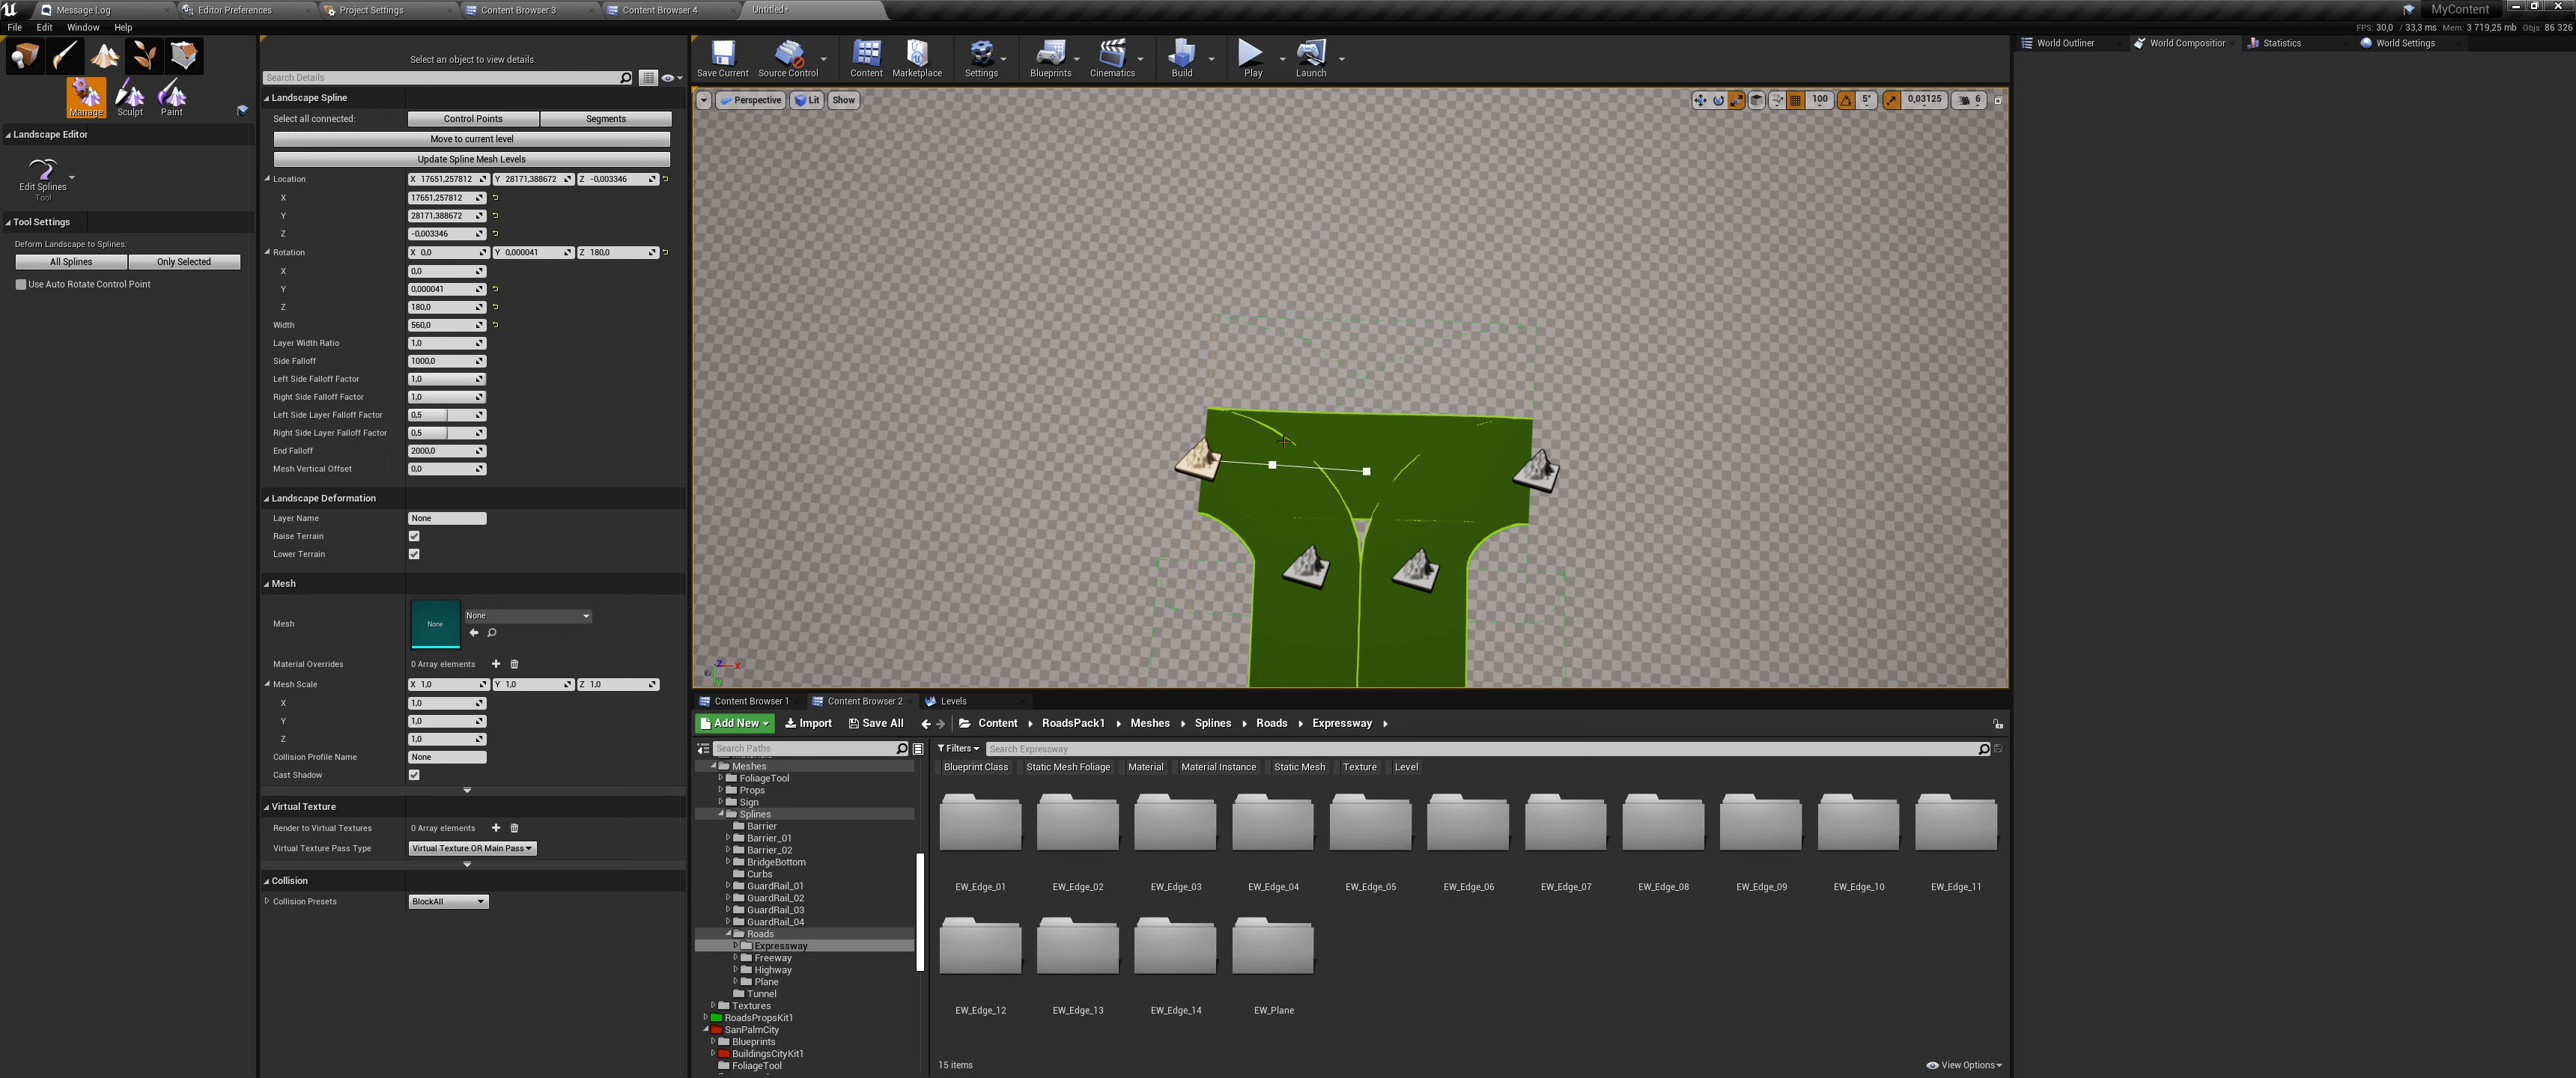 Message Log
Editor Preferences
Project Settings
Content Browser 3
Content Browser 4
Untitled*
MyContent
File Edit Window Help
FPS: 30,0 / 33,3 ms Mem: 3 719,25 mb Objs: 86 326
Manage Sculpt Paint
Landscape Editor
Edit Splines
Tool
Tool Settings
Deform Landscape to Splines:
All Splines Only Selected
Use Auto Rotate Control Point
Select an object to view details.
Search Details
Landscape Spline
Select all connected: Control Points Segments
Move to current level
Update Spline Mesh Levels
Location X 17651,257812 Y 28171,388672 Z -0,003346
X 17651,257812
Y 28171,388672
Z -0,003346
Rotation X 0,0 Y 0,000041 Z 180,0
X 0,0
Y 0,000041
Z 180,0
Width 560,0
Layer Width Ratio 1,0
Side Falloff 1000,0
Left Side Falloff Factor 1,0
Right Side Falloff Factor 1,0
Left Side Layer Falloff Factor 0,5
Right Side Layer Falloff Factor 0,5
End Falloff 2000,0
Mesh Vertical Offset 0,0
Landscape Deformation
Layer Name None
Raise Terrain
Lower Terrain
Mesh
Mesh None None
Material Overrides 0 Array elements
Mesh Scale X 1,0 Y 1,0 Z 1,0
X 1,0
Y 1,0
Z 1,0
Collision Profile Name None
Cast Shadow
Virtual Texture
Render to Virtual Textures 0 Array elements
Virtual Texture Pass Type Virtual Texture OR Main Pass
Collision
Collision Presets BlockAll
Save Current Source Control Content Marketplace Settings Blueprints Cinematics Build Play Launch
Perspective Lit Show
100 5° 0,03125 6
Z X Y
World Outliner World Composition Statistics World Settings
Content Browser 1 Content Browser 2 Levels
Add New Import Save All Content RoadsPack1 Meshes Splines Roads Expressway
Search Paths
Filters Search Expressway
Blueprint Class Static Mesh Foliage Material Material Instance Static Mesh Texture Level
Meshes
FoliageTool
Props
Sign
Splines
Barrier
Barrier_01
Barrier_02
BridgeBottom
Curbs
GuardRail_01
GuardRail_02
GuardRail_03
GuardRail_04
Roads
Expressway
Freeway
Highway
Plane
Tunnel
Textures
RoadsPropsKit1
SanPalmCity
Blueprints
BuildingsCityKit1
FoliageTool
EW_Edge_01 EW_Edge_02 EW_Edge_03 EW_Edge_04 EW_Edge_05 EW_Edge_06 EW_Edge_07 EW_Edge_08 EW_Edge_09 EW_Edge_10 EW_Edge_11
EW_Edge_12 EW_Edge_13 EW_Edge_14 EW_Plane
15 items
View Options